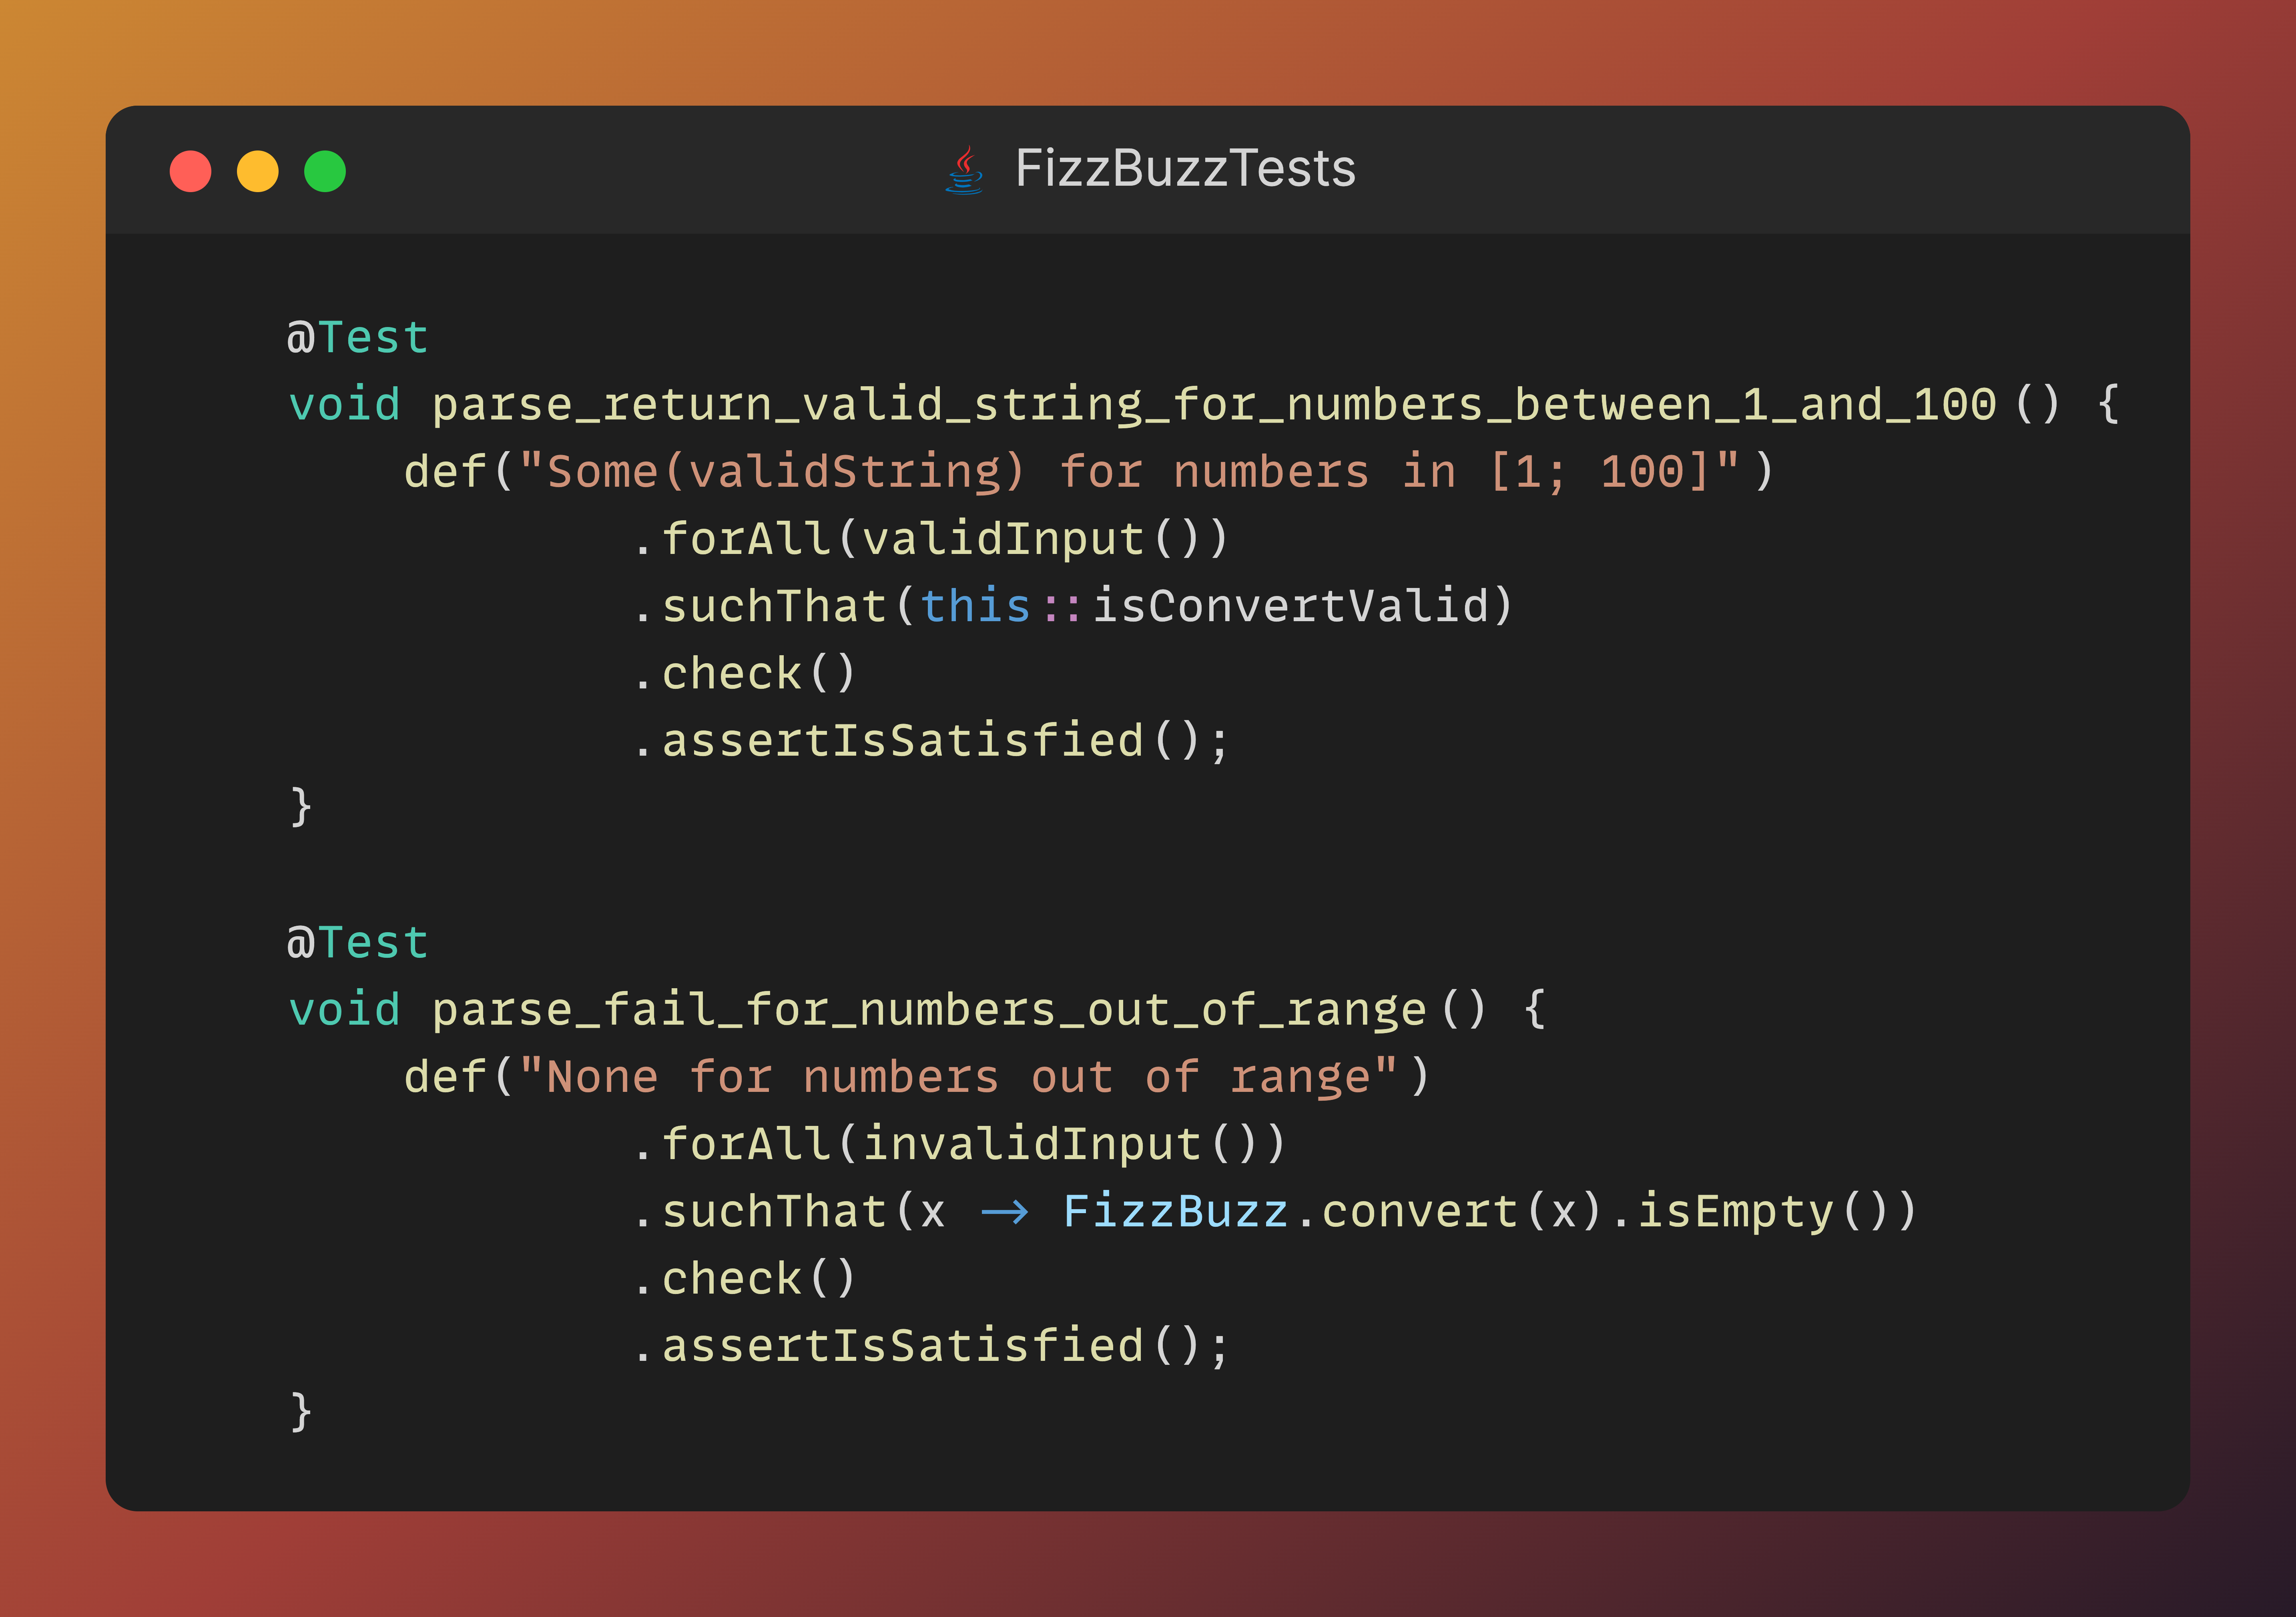 FizzBuzzTests
@Test
void parse_return_valid_string_for_numbers_between_1_and_100() {
    def("Some(validString) for numbers in [1; 100]")
            .forAll(validInput())
            .suchThat(this::isConvertValid)
            .check()
            .assertIsSatisfied();
}
@Test
void parse_fail_for_numbers_out_of_range() {
    def("None for numbers out of range")
            .forAll(invalidInput())
            .suchThat(x → FizzBuzz.convert(x).isEmpty())
            .check()
            .assertIsSatisfied();
}